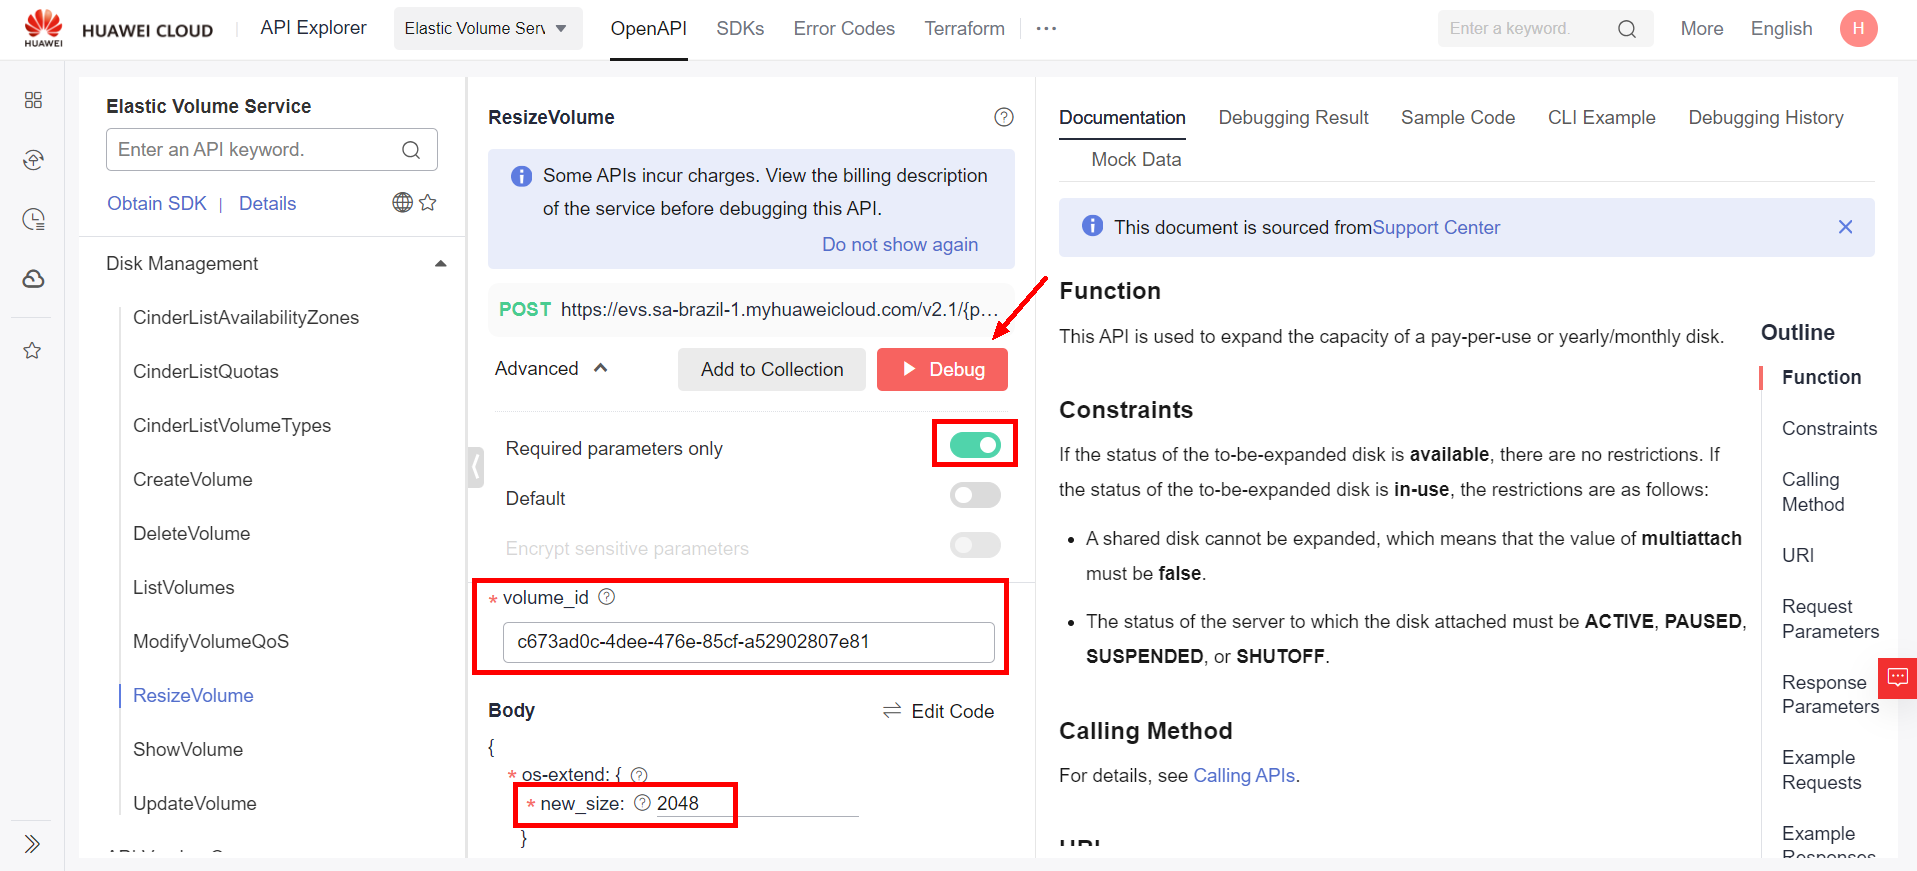 HUAWEI
HUAWEI CLOUD
API Explorer
Elastic Volume Serv
OpenAPI
SDKs
Error Codes
Terraform
Enter a keyword.
More
English
H
Elastic Volume Service
Enter an API keyword.
Obtain SDK | Details
Disk Management
CinderListAvailabilityZones
CinderListQuotas
CinderListVolumeTypes
CreateVolume
DeleteVolume
ListVolumes
ModifyVolumeQoS
ResizeVolume
ShowVolume
UpdateVolume
ResizeVolume
Some APIs incur charges. View the billing description
of the service before debugging this API.
Do not show again
POST https://evs.sa-brazil-1.myhuaweicloud.com/v2.1/{p...
Advanced
Add to Collection
Debug
Required parameters only
Default
Encrypt sensitive parameters
* volume_id
c673ad0c-4dee-476e-85cf-a52902807e81
Body
Edit Code
{
* os-extend: {
* new_size: 2048
}
Documentation
Debugging Result
Sample Code
CLI Example
Debugging History
Mock Data
This document is sourced fromSupport Center
Function
This API is used to expand the capacity of a pay-per-use or yearly/monthly disk.
Constraints
If the status of the to-be-expanded disk is available, there are no restrictions. If
the status of the to-be-expanded disk is in-use, the restrictions are as follows:
• A shared disk cannot be expanded, which means that the value of multiattach
must be false.
• The status of the server to which the disk attached must be ACTIVE, PAUSED,
SUSPENDED, or SHUTOFF.
Calling Method
For details, see Calling APIs.
URI
Outline
Function
Constraints
Calling
Method
URI
Request
Parameters
Response
Parameters
Example
Requests
Example
Responses